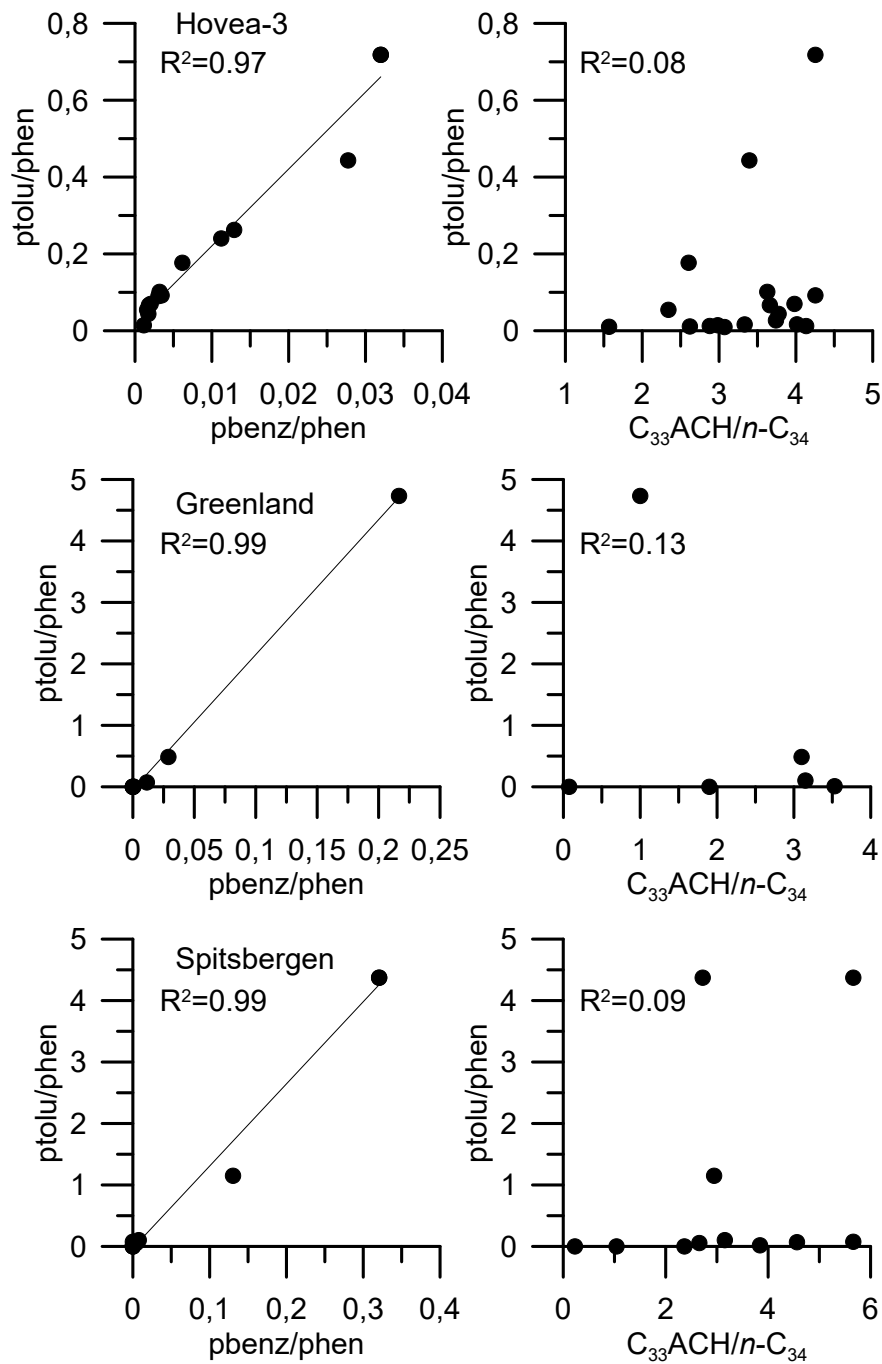 Hovea-3
R²=0.97
ptolu/phen
0,8
0,6
0,4
0,2
0
0 0,01 0,02 0,03 0,04
pbenz/phen
R²=0.08
ptolu/phen
0,8
0,6
0,4
0,2
0
1 2 3 4 5
C₃₃ACH/n-C₃₄
Greenland
R²=0.99
ptolu/phen
5
4
3
2
1
0
0 0,05 0,1 0,15 0,2 0,25
pbenz/phen
R²=0.13
ptolu/phen
5
4
3
2
1
0
0 1 2 3 4
C₃₃ACH/n-C₃₄
Spitsbergen
R²=0.99
ptolu/phen
5
4
3
2
1
0
0 0,1 0,2 0,3 0,4
pbenz/phen
R²=0.09
ptolu/phen
5
4
3
2
1
0
0 2 4 6
C₃₃ACH/n-C₃₄